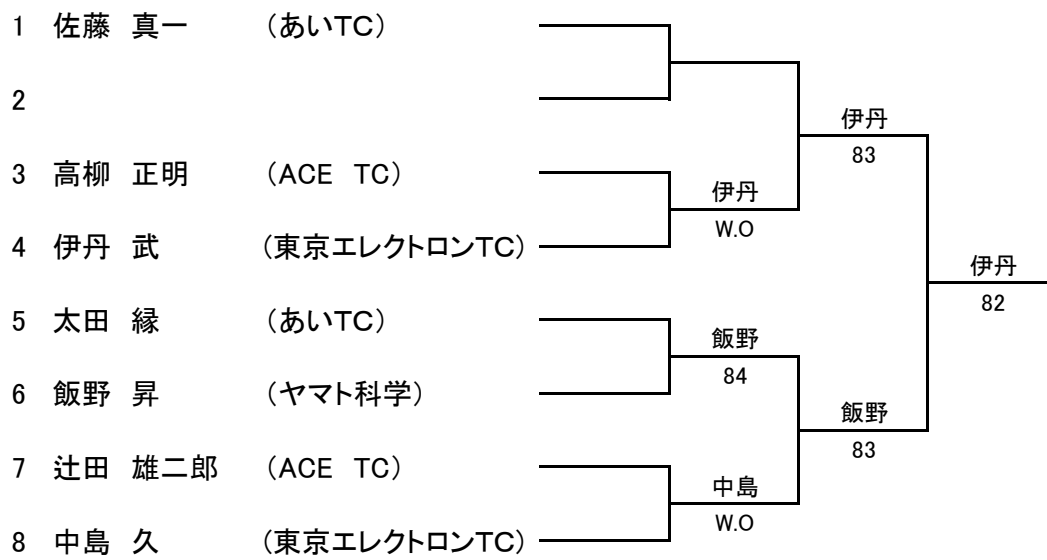 1 佐藤 真一 (あいTC)
2
伊丹
83
3 高柳 正明 (ACE TC)
伊丹
W.O
4 伊丹 武 (東京エレクトロンTC)
伊丹
82
5 太田 縁 (あいTC)
飯野
84
6 飯野 昇 (ヤマト科学)
飯野
83
7 辻田 雄二郎 (ACE TC)
中島
W.O
8 中島 久 (東京エレクトロンTC)